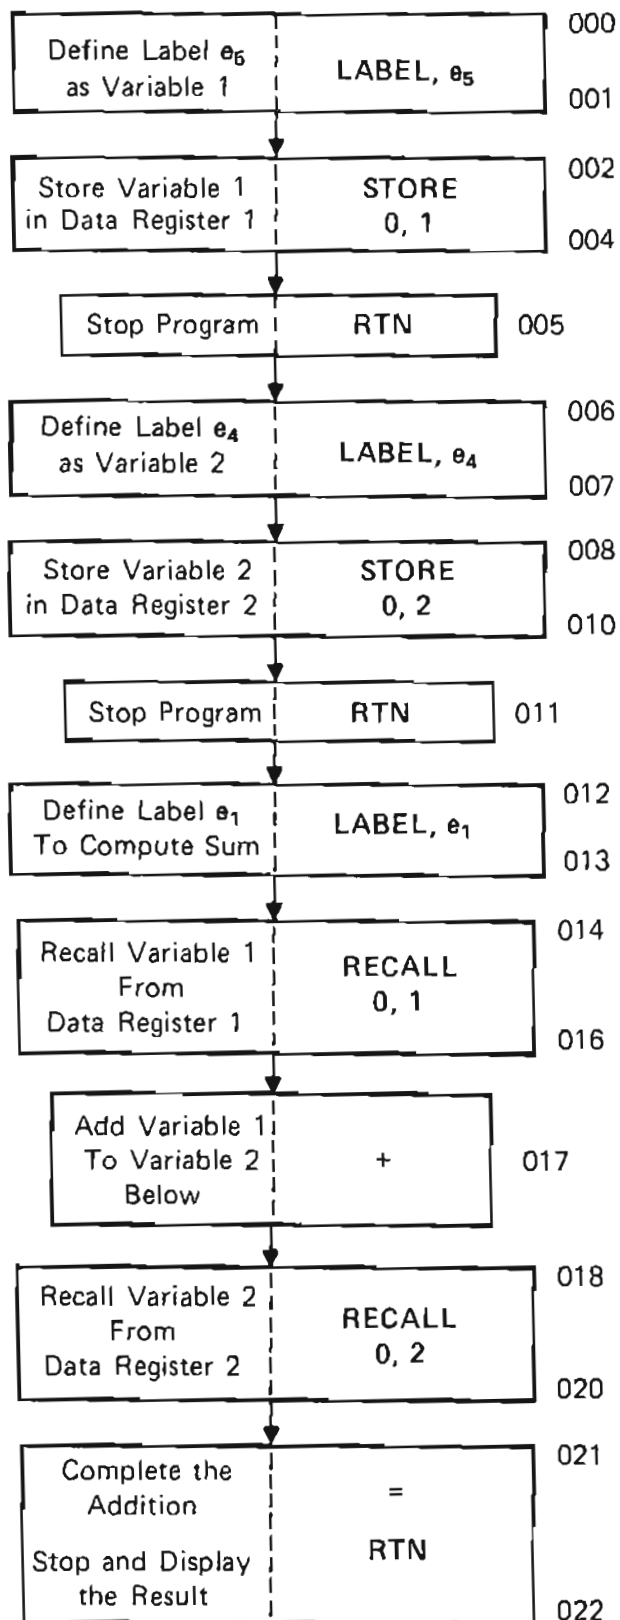 Define Label e₅
as Variable 1
LABEL, e₅
000
001
Store Variable 1
in Data Register 1
STORE
0, 1
002
004
Stop Program
RTN
005
Define Label e₄
as Variable 2
LABEL, e₄
006
007
Store Variable 2
in Data Register 2
STORE
0, 2
008
010
Stop Program
RTN
011
Define Label e₁
To Compute Sum
LABEL, e₁
012
013
Recall Variable 1
From
Data Register 1
RECALL
0, 1
014
016
Add Variable 1
To Variable 2
Below
+
017
Recall Variable 2
From
Data Register 2
RECALL
0, 2
018
020
Complete the
Addition
Stop and Display
the Result
=
RTN
021
022